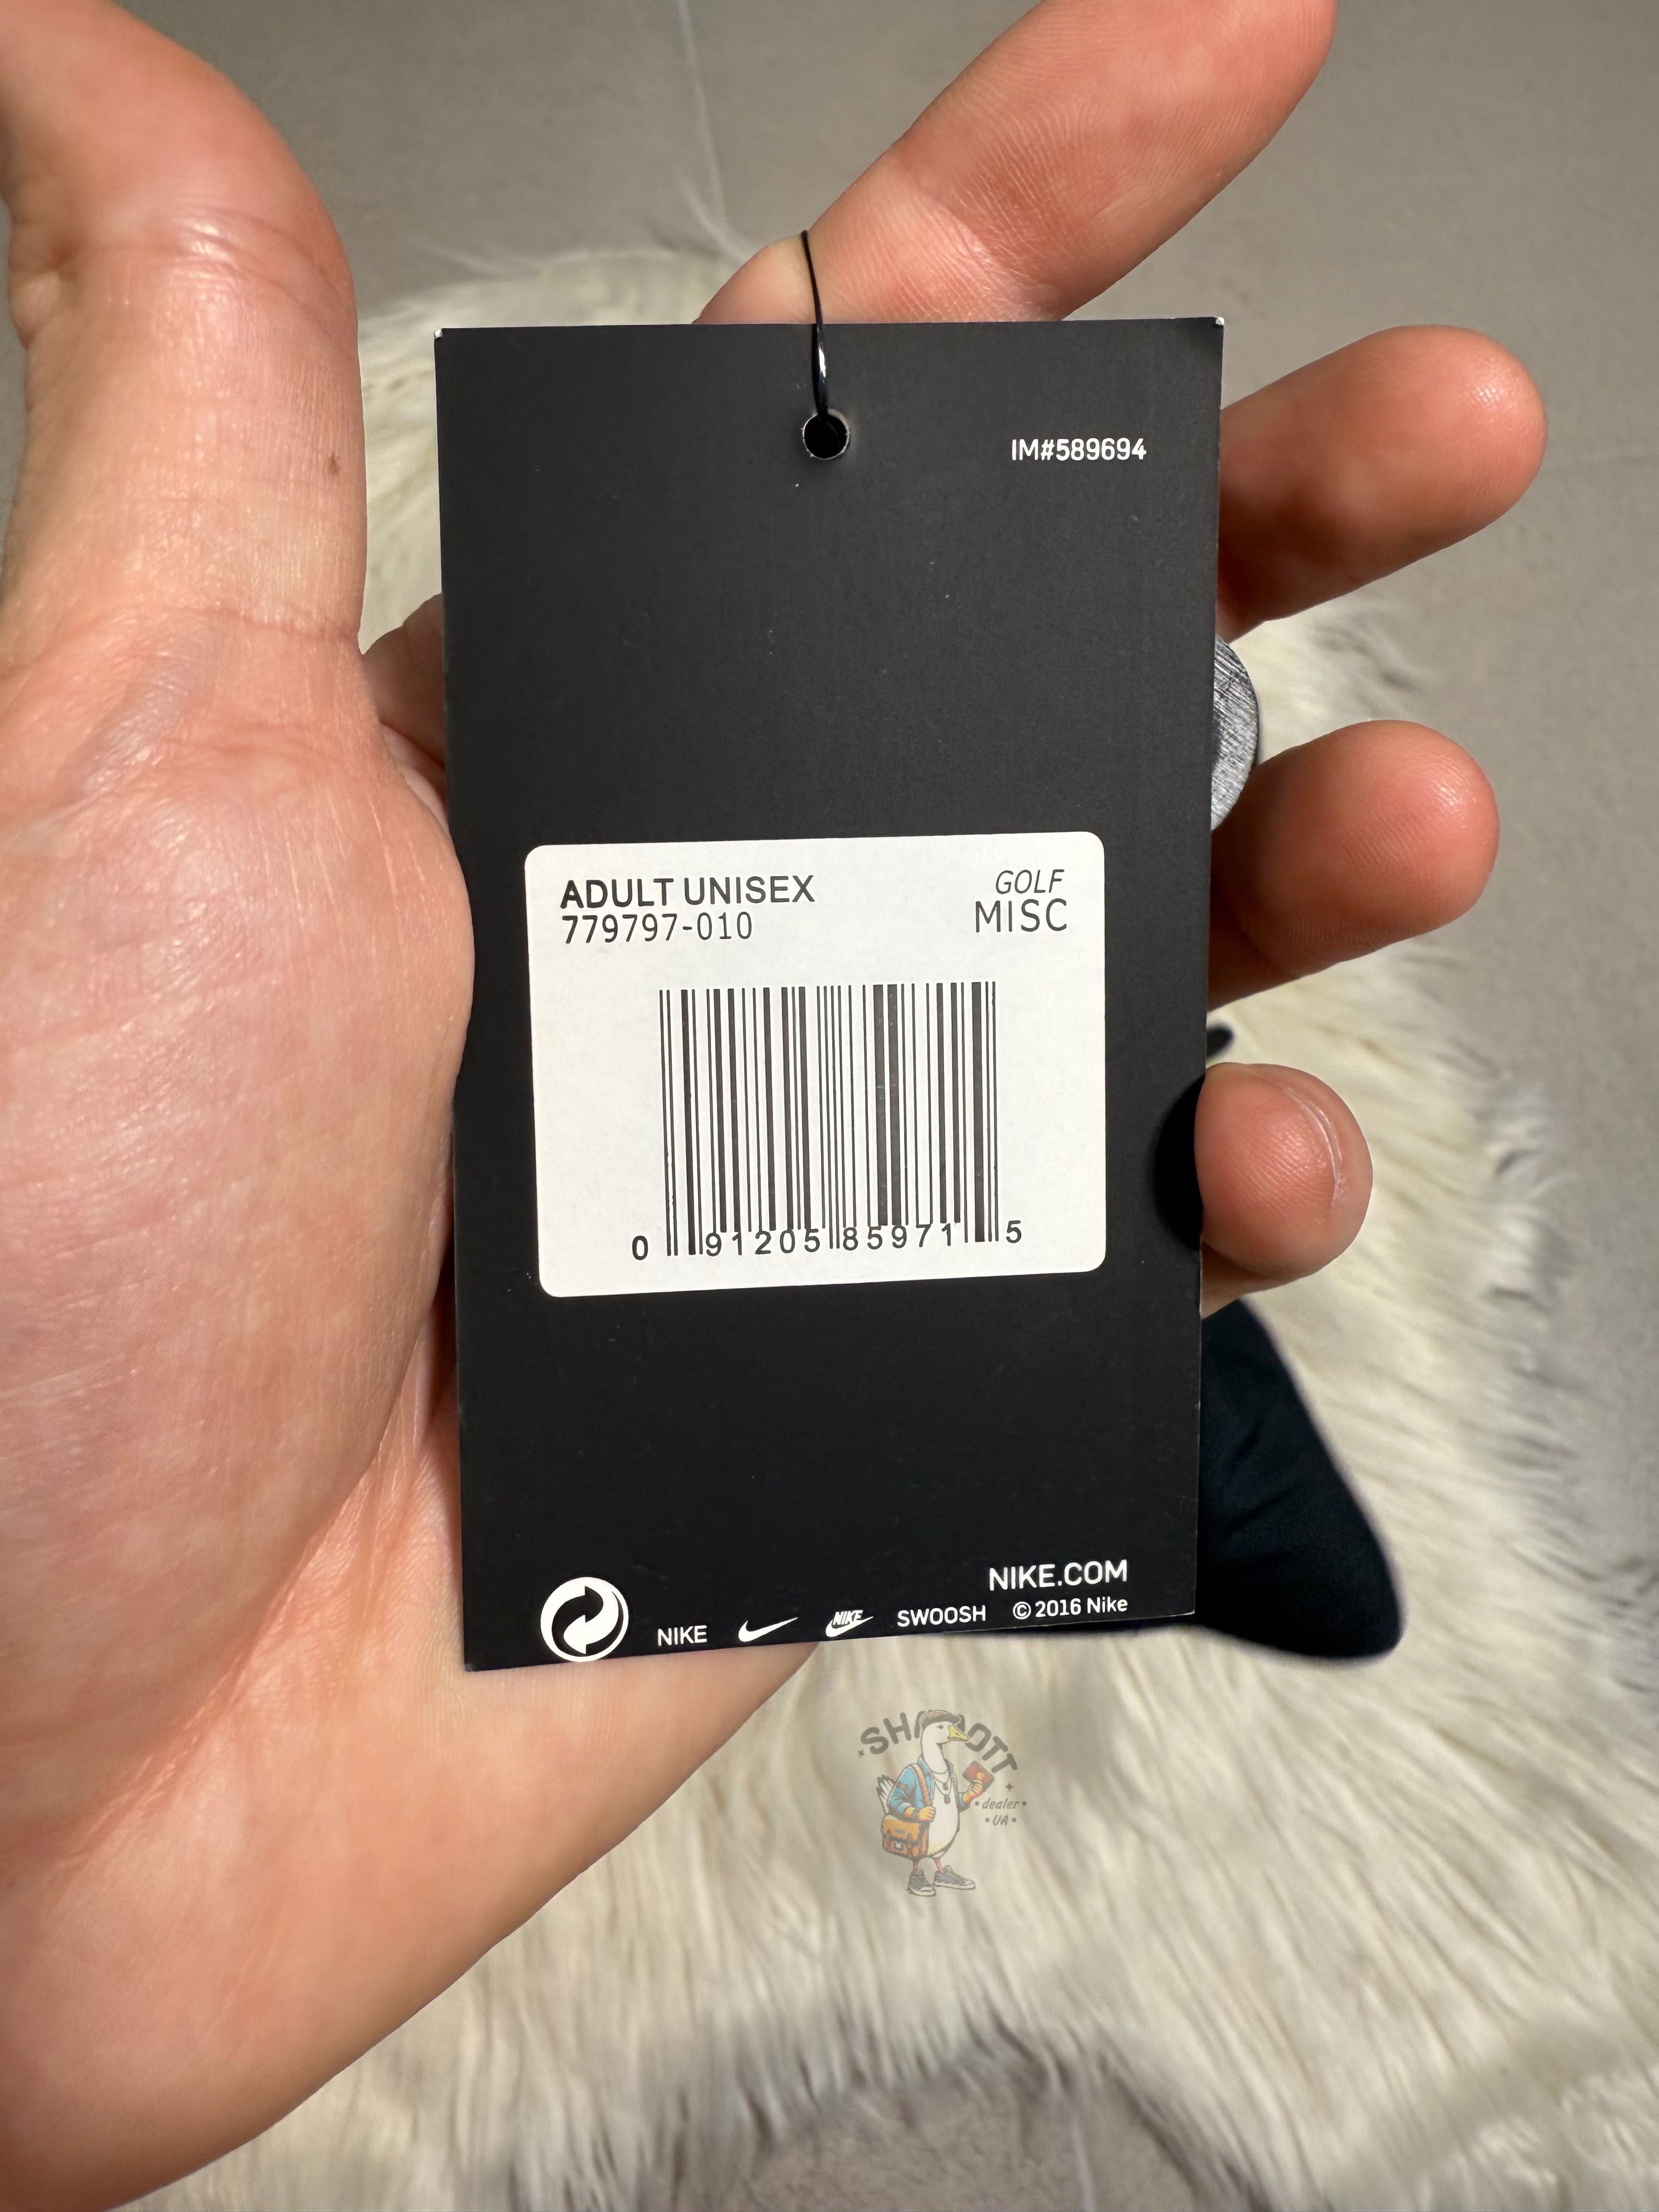 IM#589694
ADULT UNISEX
GOLF
779797-010
MISC
0 91205 85971 5
NIKE.COM
NIKE NIKE SWOOSH © 2016 Nike
dealer
UA